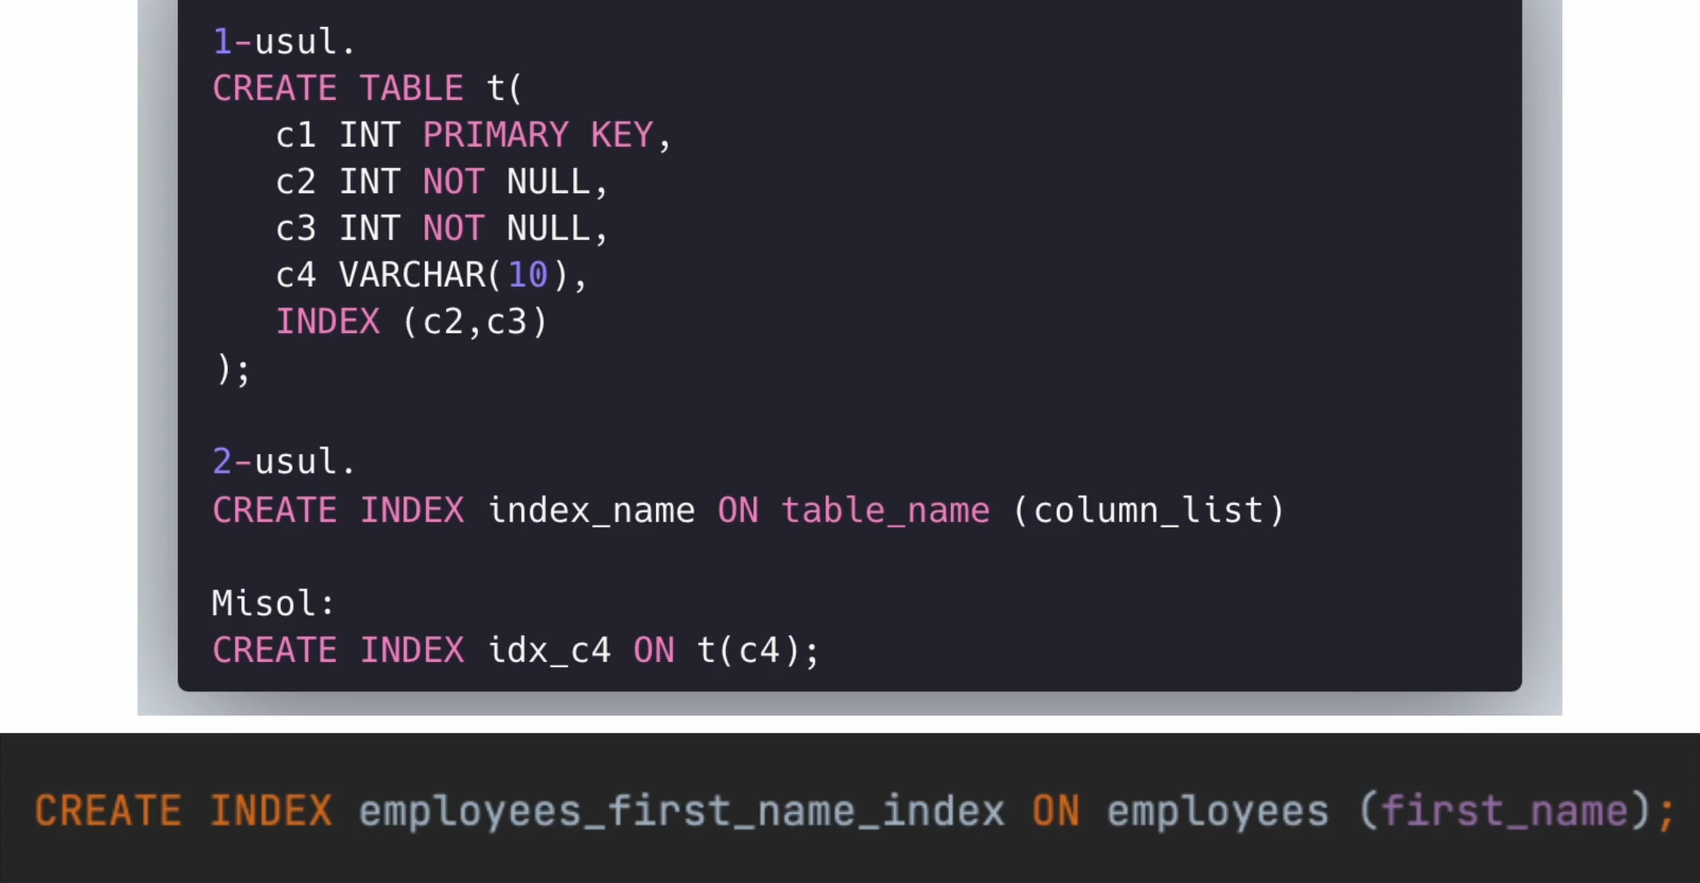 1-usul.
CREATE TABLE t(
   c1 INT PRIMARY KEY,
   c2 INT NOT NULL,
   c3 INT NOT NULL,
   c4 VARCHAR(10),
   INDEX (c2,c3)
);
2-usul.
CREATE INDEX index_name ON table_name (column_list)
Misol:
CREATE INDEX idx_c4 ON t(c4);
CREATE INDEX employees_first_name_index ON employees (first_name);